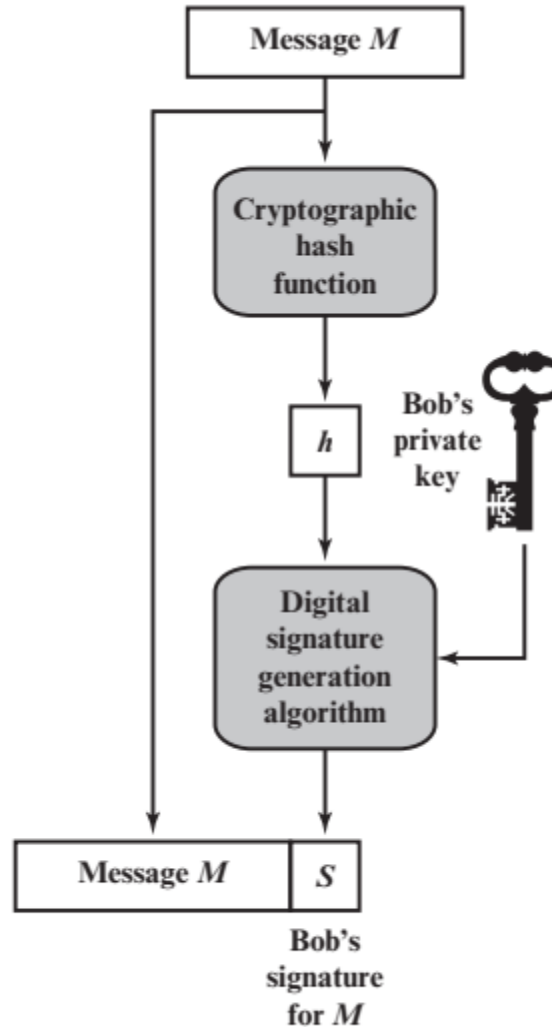 Message M
Cryptographic
hash
function
h
Bob's
private
key
Digital
signature
generation
algorithm
Message M
S
Bob's
signature
for M